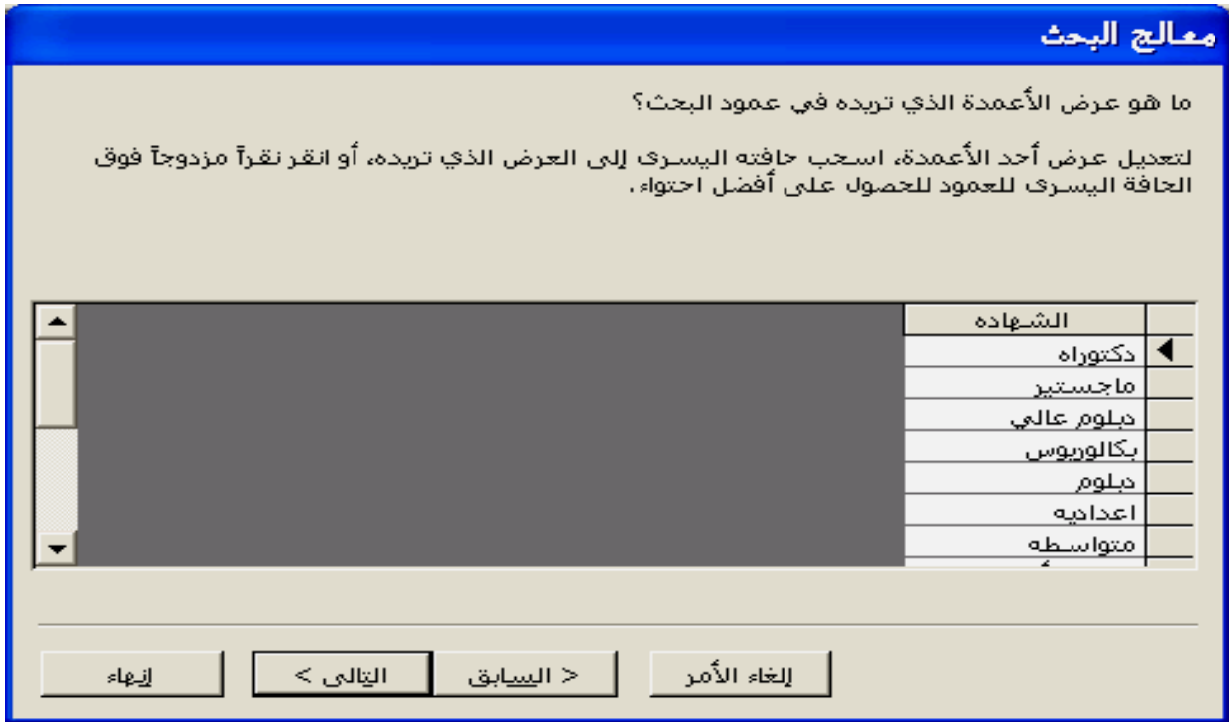 معالج البحث
ما هو عرض الأعمدة الذي تريده في عمود البحث؟
لتعديل عرض أحد الأعمدة، اسحب حافته اليسرى إلى العرض الذي تريده، أو انقر نقرآ مزدوجآ فوق
الحافة اليسرى للعمود للحصول على أفضل احتواء.
الشهاده
دكتوراه
ماجستير
دبلوم عالي
بكالوريوس
دبلوم
اعداديه
متواسطه
إلغاء الأمر
< السابق
التالي >
إنهاء